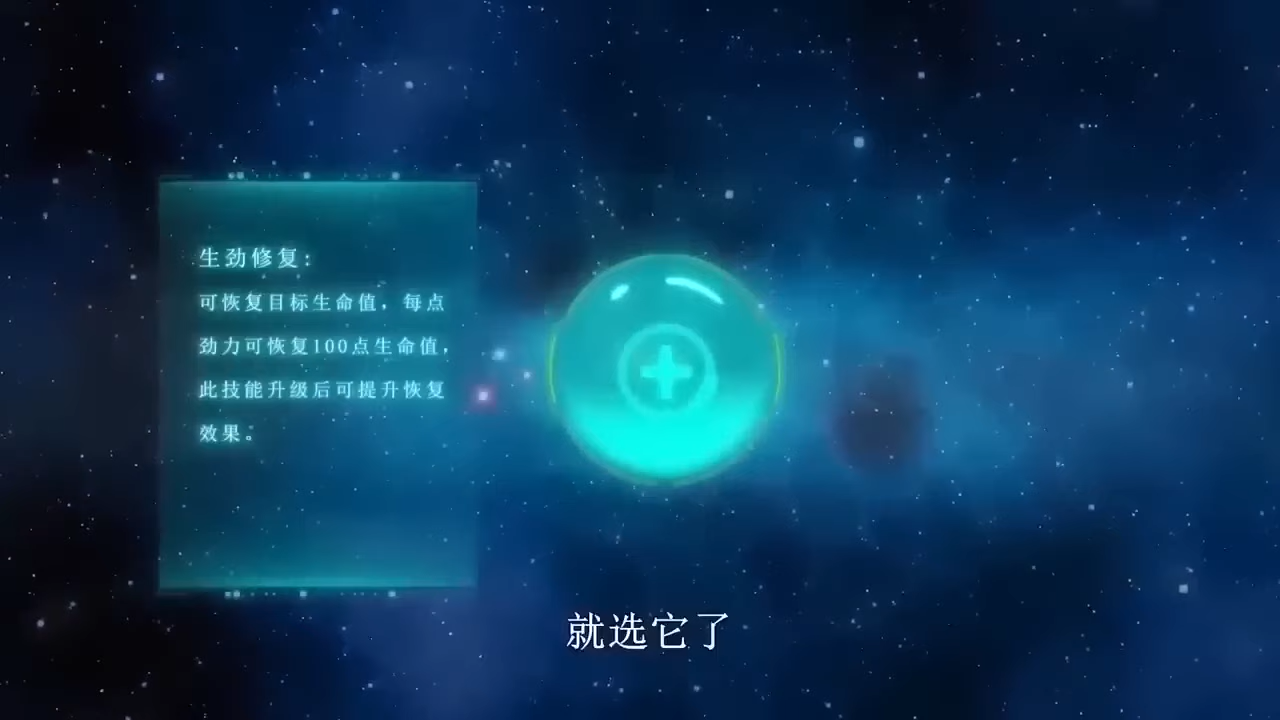 生劲修复:
可恢复目标生命值，每点
劲力可恢复100点生命值，
此技能升级后可提升恢复
效果。
就选它了